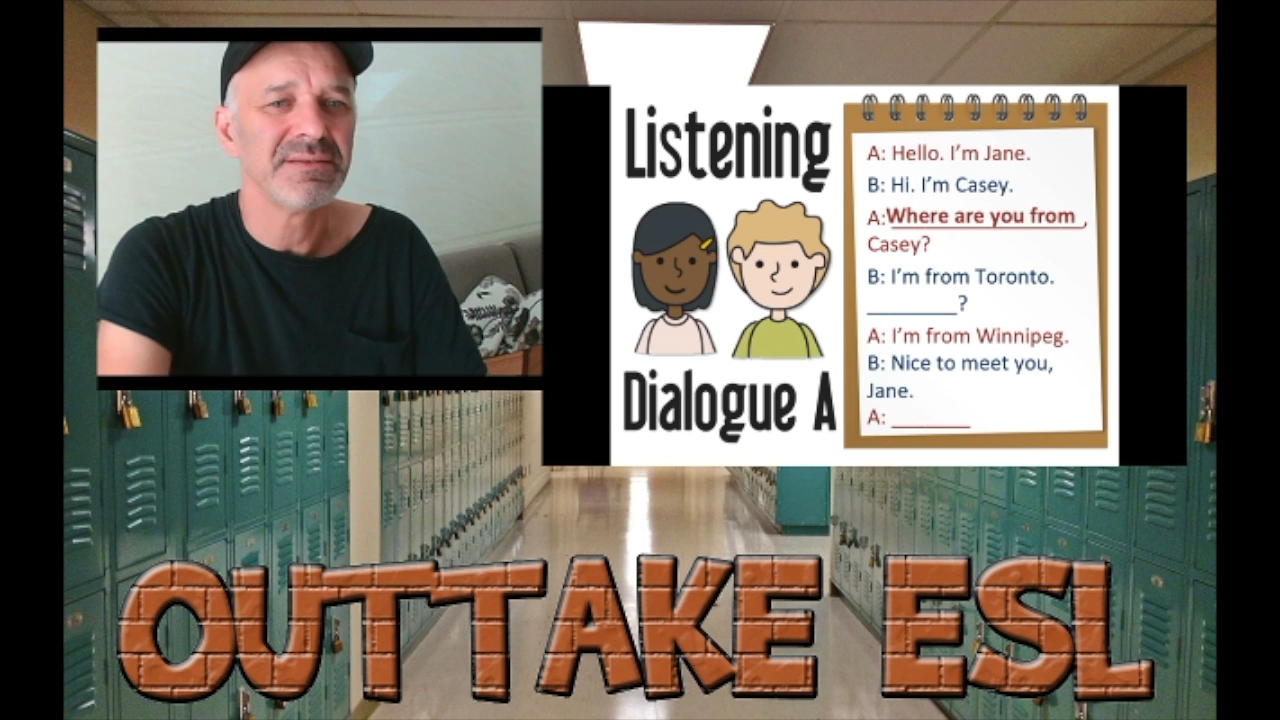 Listening
Dialogue A
A: Hello. I'm Jane.
B: Hi. I'm Casey.
A:Where are you from ,
Casey?
B: I'm from Toronto.
________?
A: I'm from Winnipeg.
B: Nice to meet you,
Jane.
A: _______
OUTTAKE ESL